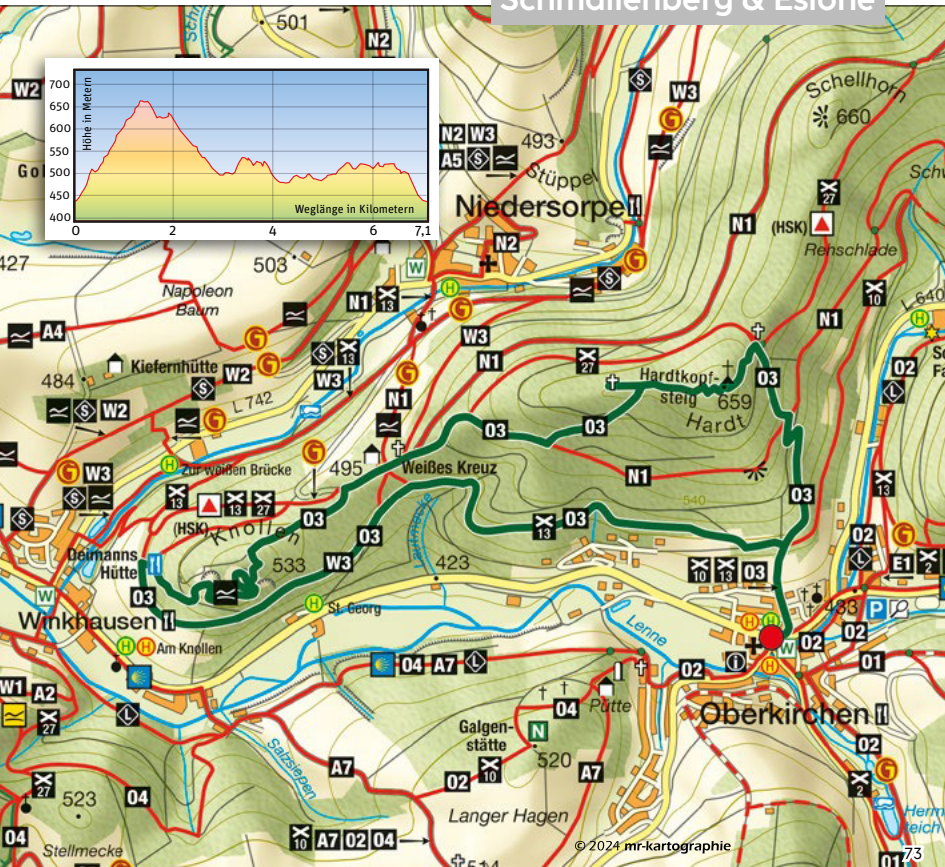 Schmallenberg & Eslohe
501
N2
W2
700
650
600
550
500
450
400
Höhe in Metern
Weglänge in Kilometern
0
2
4
6
7,1
W3
G
S
N2 W3
493
A5 S
Stüppel
Niedersorpe
N2
Schellhorn
660
X 27
(HSK)
Renschlade
N1
X 10
L 640
N1
427
503
W
H
N1 X 13
G
G
S
Napoleon
Baum
A4
G
G
Kiefernhütte
W2
S
S X 13
W3
W3
N1
X 27
484
S W2
L 742
G
G
N1
Hardtkopf-
steig
659
Hardt
03
02
L
H
Zur weißen Brücke
G
495
Weißes Kreuz
03
03
N1
540
03
X 13
G
W3
S
S
X 13
(HSK)
X 13
X 27
Knollen
03
03
X 13
03
Deimanns
Hütte
533
W3
423
03
X 10
X 13
03
02
L
G
E1 X 2
433
P
W
Winkhausen
H
St. Georg
Lenne
H H
Am Knollen
H H
W
02
02
01
i
H
02
04 A7 L
Oberkirchen
W1 A2
X 27
L
Pütte
04
Galgen-
stätte
N
520
02
X 10
A7
A7
Salzsiepen
02
G
X 2
X 27
523
04
Langer Hagen
04
Stellmecke
X 10 A7 02 04
© 2024 mr-kartographie
73